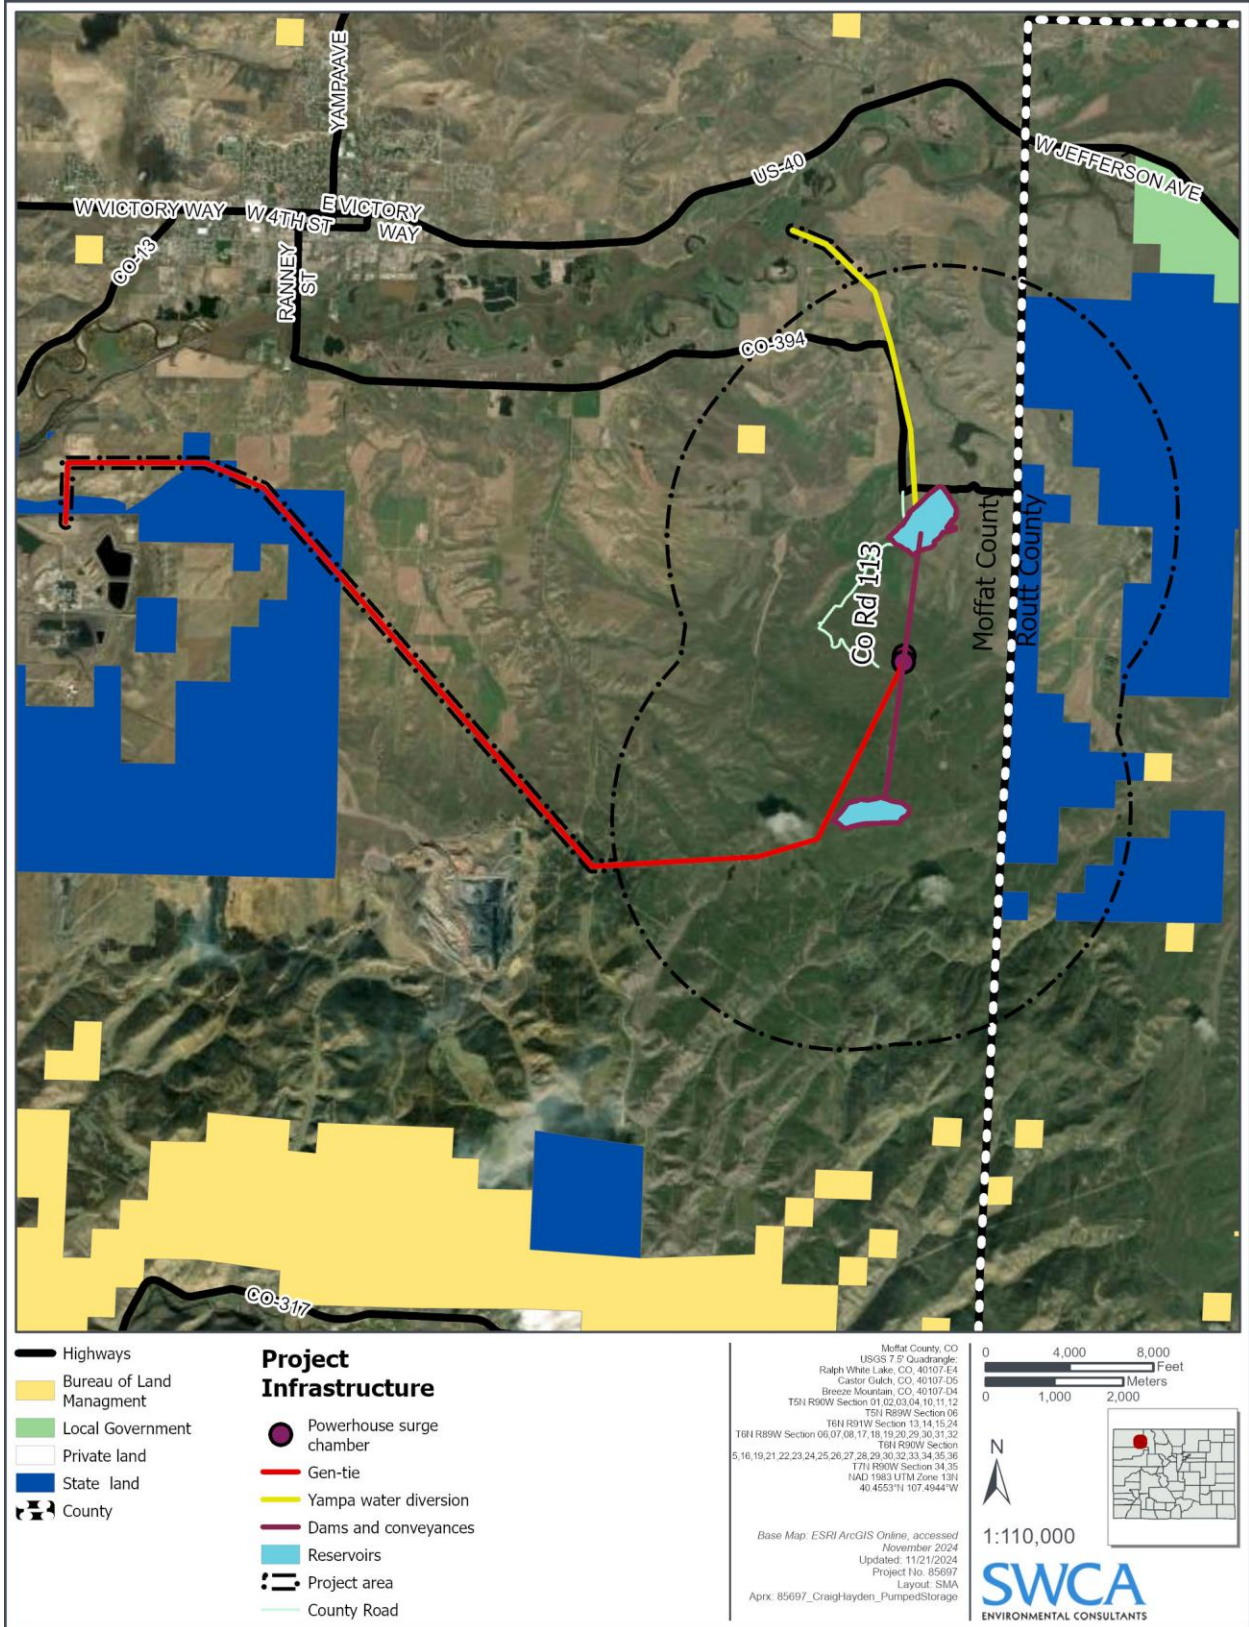 YAMPAAVE
US-40
W JEFFERSON AVE
W VICTORY WAY
W 4TH ST
E VICTORY
WAY
CO-13
RANNEY
ST
CO-394
Co Rd 113
Moffat County
Routt County
CO-317
Highways
Bureau of Land
Managment
Local Government
Private land
State land
County
Project
Infrastructure
Powerhouse surge
chamber
Gen-tie
Yampa water diversion
Dams and conveyances
Reservoirs
Project area
County Road
Moffat County, CO
USGS 7.5' Quadrangle:
Ralph White Lake, CO, 40107-E4
Castor Gulch, CO, 40107-D5
Breeze Mountain, CO, 40107-D4
T5N R90W Section 01,02,03,04,10,11,12
T5N R89W Section 06
T6N R91W Section 13,14,15,24
T6N R89W Section 06,07,08,17,18,19,20,29,30,31,32
T6N R90W Section
5,16,19,21,22,23,24,25,26,27,28,29,30,32,33,34,35,36
T7N R90W Section 34,35
NAD 1983 UTM Zone 13N
40.4553°N 107.4944°W
Base Map: ESRI ArcGIS Online, accessed
November 2024
Updated: 11/21/2024
Project No. 85697
Layout: SMA
Aprx: 85697_CraigHayden_PumpedStorage
0 4,000 8,000
Feet
Meters
0 1,000 2,000
N
1:110,000
SWCA
ENVIRONMENTAL CONSULTANTS